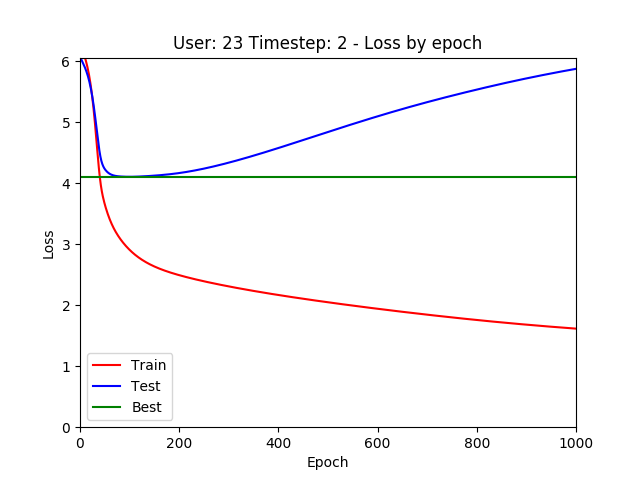 User: 23 Timestep: 2 - Loss by epoch
6
5
4
3
2
1
0
Loss
Train
Test
Best
0 200 400 600 800 1000
Epoch